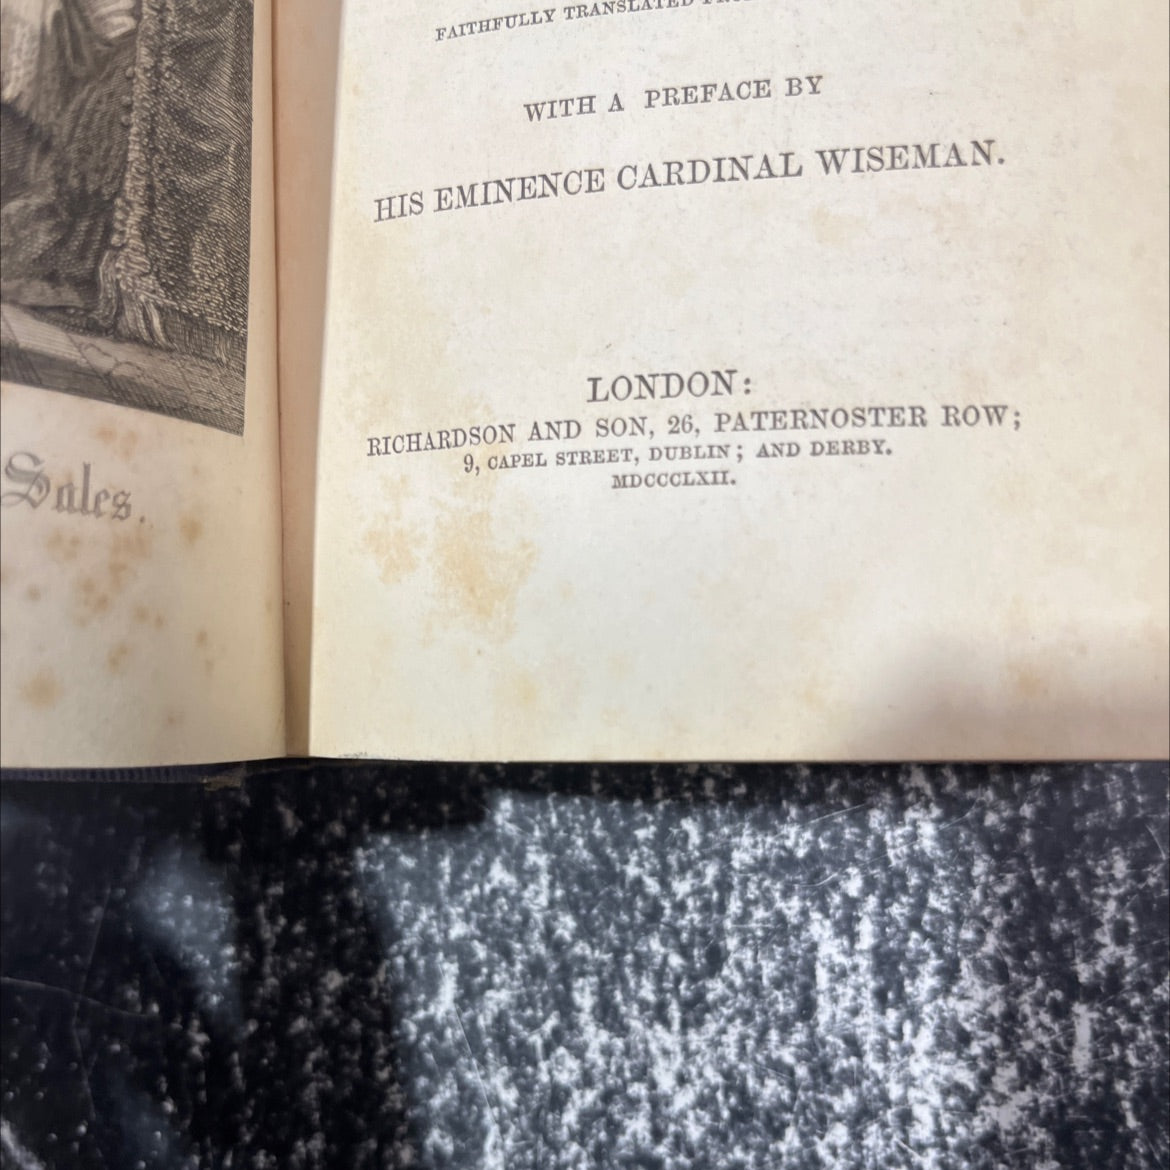 FAITHFULLY TRANSLATED
WITH A PREFACE BY
HIS EMINENCE CARDINAL WISEMAN.
LONDON:
RICHARDSON AND SON, 26, PATERNOSTER ROW;
9, CAPEL STREET, DUBLIN; AND DERBY.
MDCCCLXII.
Sales.